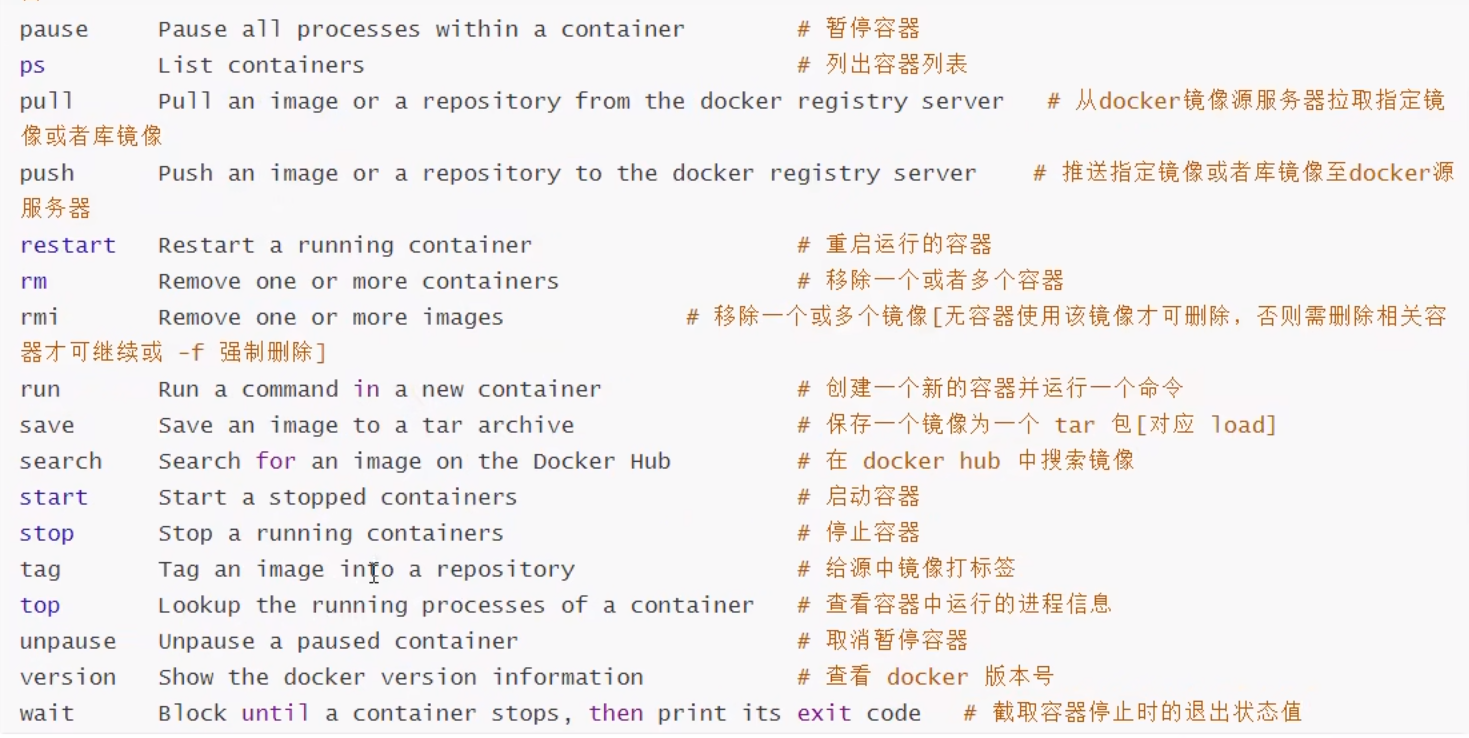 pause     Pause all processes within a container        # 暂停容器
ps        List containers                               # 列出容器列表
pull      Pull an image or a repository from the docker registry server   # 从docker镜像源服务器拉取指定镜
像或者库镜像
push      Push an image or a repository to the docker registry server    # 推送指定镜像或者库镜像至docker源
服务器
restart   Restart a running container                   # 重启运行的容器
rm        Remove one or more containers                 # 移除一个或者多个容器
rmi       Remove one or more images             # 移除一个或多个镜像[无容器使用该镜像才可删除，否则需删除相关容
器才可继续或 -f 强制删除]
run       Run a command in a new container              # 创建一个新的容器并运行一个命令
save      Save an image to a tar archive                # 保存一个镜像为一个 tar 包[对应 load]
search    Search for an image on the Docker Hub         # 在 docker hub 中搜索镜像
start     Start a stopped containers                    # 启动容器
stop      Stop a running containers                     # 停止容器
tag       Tag an image into a repository                # 给源中镜像打标签
top       Lookup the running processes of a container   # 查看容器中运行的进程信息
unpause   Unpause a paused container                    # 取消暂停容器
version   Show the docker version information           # 查看 docker 版本号
wait      Block until a container stops, then print its exit code   # 截取容器停止时的退出状态值